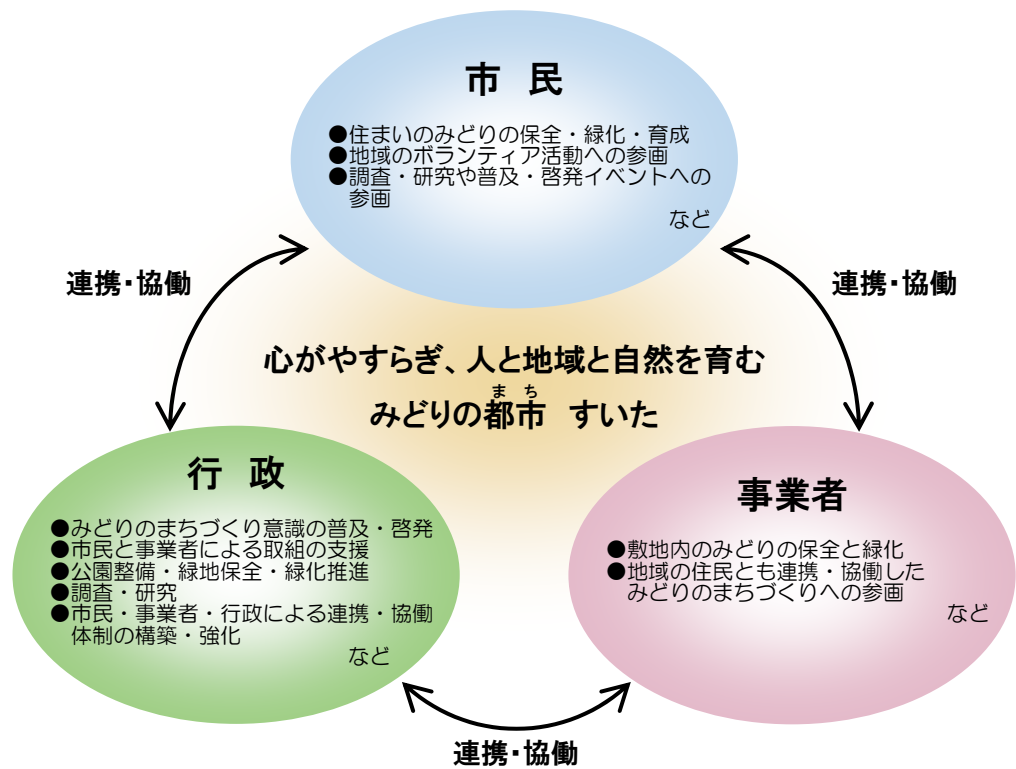 市 民
●住まいのみどりの保全・緑化・育成
●地域のボランティア活動への参画
●調査・研究や普及・啓発イベントへの
参画
など
連携・協働
連携・協働
心がやすらぎ、人と地域と自然を育む
まち
みどりの都市 すいた
行 政
●みどりのまちづくり意識の普及・啓発
●市民と事業者による取組の支援
●公園整備・緑地保全・緑化推進
●調査・研究
●市民・事業者・行政による連携・協働
体制の構築・強化
など
事業者
●敷地内のみどりの保全と緑化
●地域の住民とも連携・協働した
みどりのまちづくりへの参画
など
連携・協働